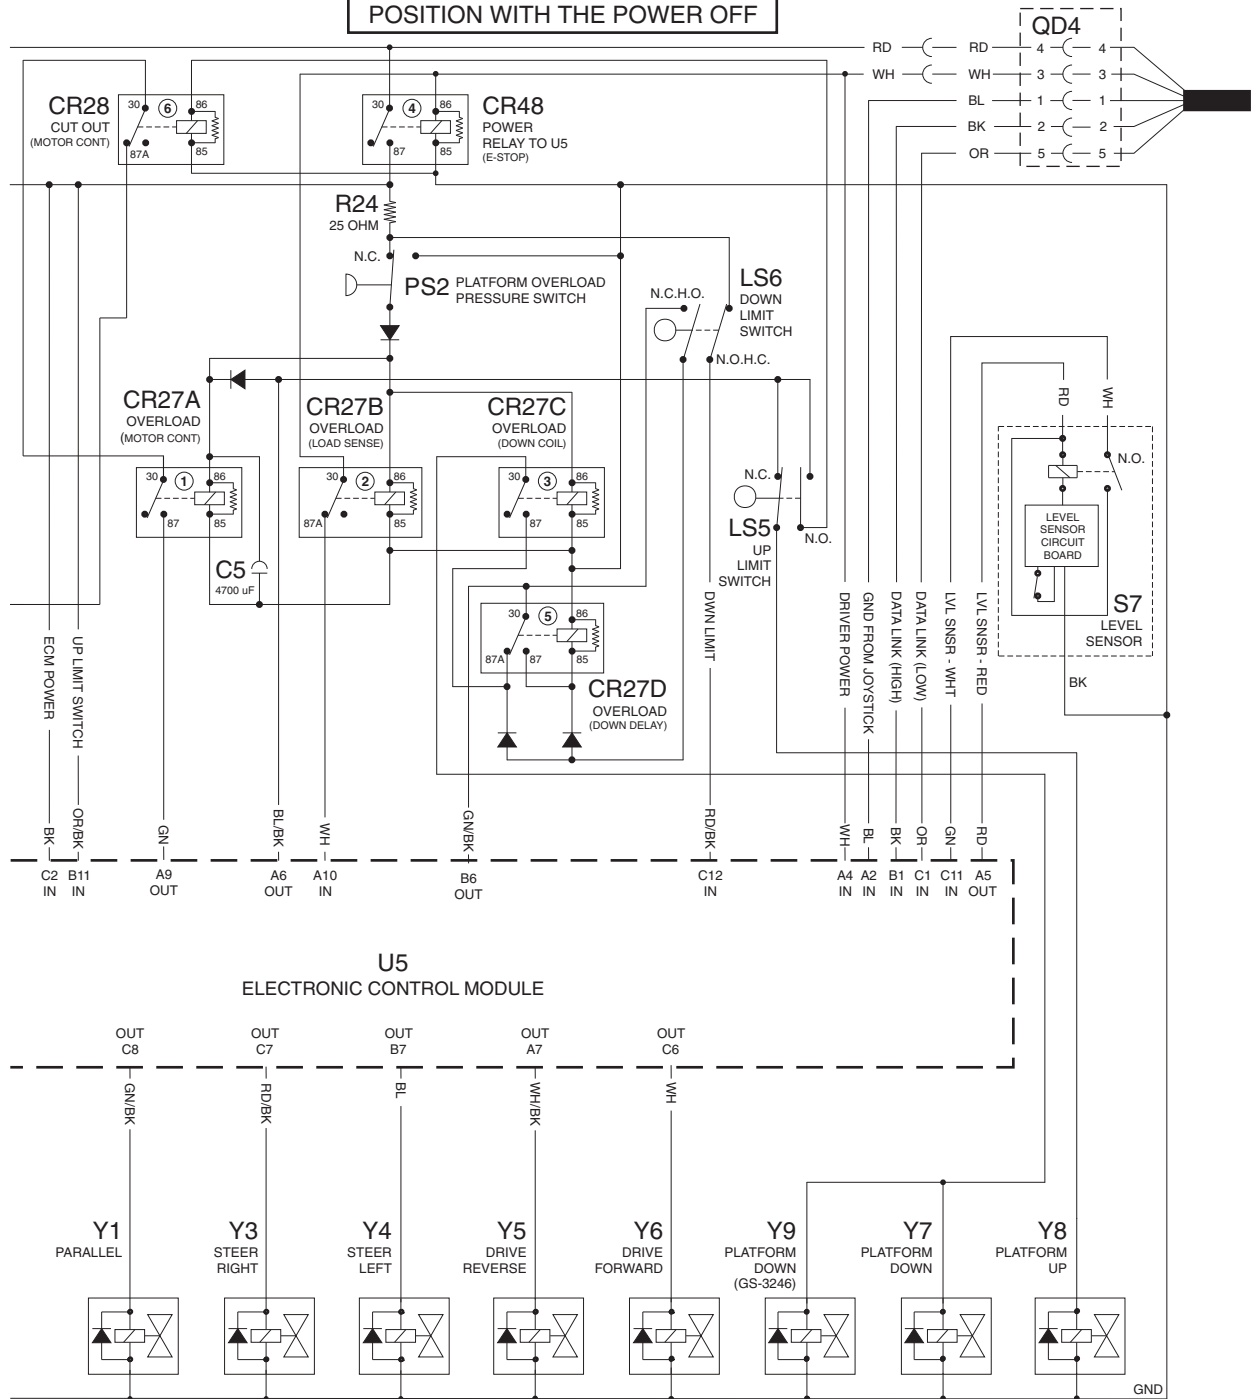 POSITION WITH THE POWER OFF
QD4
RD RD 4 4
WH WH 3 3
BL 1 1
BK 2 2
OR 5 5
CR28
CUT OUT
(MOTOR CONT)
30 6 86
87A 85
30 4 86
87 85
CR48
POWER
RELAY TO U5
(E-STOP)
R24
25 OHM
N.C.
PS2 PLATFORM OVERLOAD
PRESSURE SWITCH
N.C.H.O.
LS6
DOWN
LIMIT
SWITCH
N.O.H.C.
CR27A
OVERLOAD
(MOTOR CONT)
30 1 86
87 85
CR27B
OVERLOAD
(LOAD SENSE)
30 2 86
87A 85
CR27C
OVERLOAD
(DOWN COIL)
30 3 86
87 85
C5
4700 uF
N.C.
LS5
N.O.
UP
LIMIT
SWITCH
RD
WH
N.O.
LEVEL
SENSOR
CIRCUIT
BOARD
S7
LEVEL
SENSOR
BK
30 5 86
87A 87 85
CR27D
OVERLOAD
(DOWN DELAY)
ECM POWER
UP LIMIT SWITCH
DWN LIMIT
DRIVER POWER
GND FROM JOYSTICK
DATA LINK (HIGH)
DATA LINK (LOW)
LVL SNSR - WHT
LVL SNSR - RED
BK
OR/BK
GN
BL/BK
WH
GN/BK
RD/BK
WH
BL
BK
OR
GN
RD
C2 IN
B11 IN
A9 OUT
A6 OUT
A10 IN
B6 OUT
C12 IN
A4 IN
A2 IN
B1 IN
C1 IN
C11 IN
A5 OUT
U5
ELECTRONIC CONTROL MODULE
OUT C8
OUT C7
OUT B7
OUT A7
OUT C6
GN/BK
RD/BK
BL
WH/BK
WH
Y1
PARALLEL
Y3
STEER
RIGHT
Y4
STEER
LEFT
Y5
DRIVE
REVERSE
Y6
DRIVE
FORWARD
Y9
PLATFORM
DOWN
(GS-3246)
Y7
PLATFORM
DOWN
Y8
PLATFORM
UP
GND